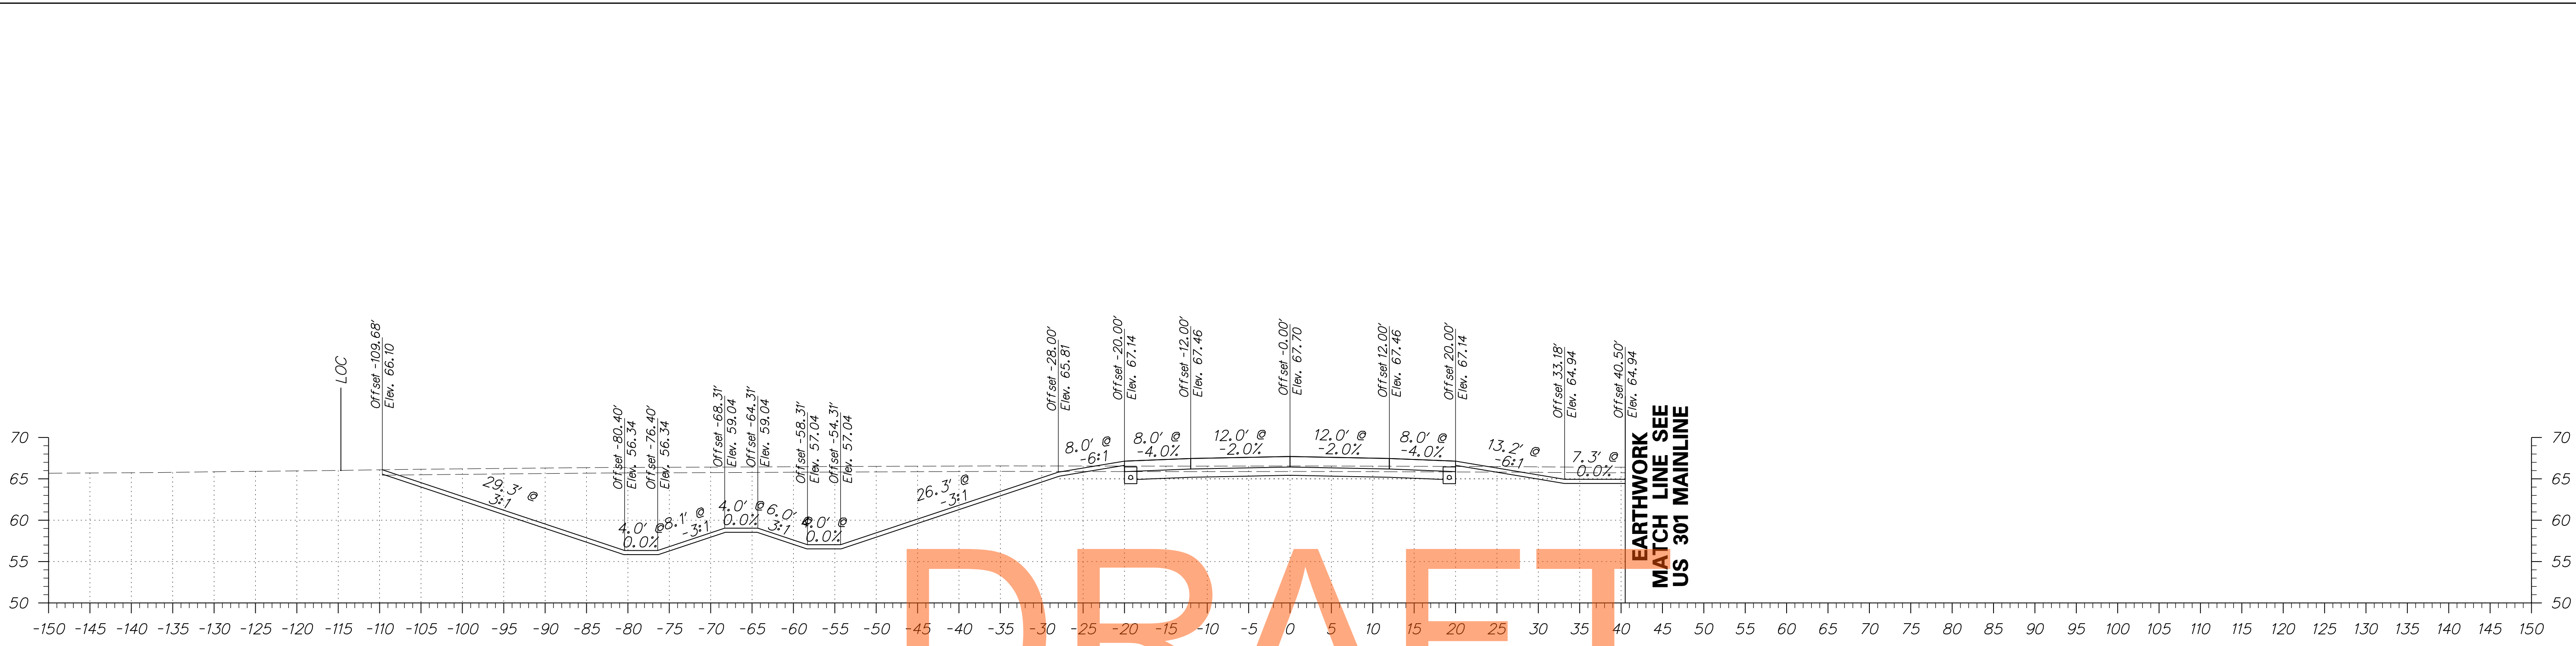 LOC
Offset -109.68'
Elev. 66.10
Offset -80.40'
Elev. 56.34
Offset -76.40'
Elev. 56.34
Offset -68.31'
Elev. 59.04
Offset -64.31'
Elev. 59.04
Offset -58.31'
Elev. 57.04
Offset -54.31'
Elev. 57.04
Offset -28.00'
Elev. 65.81
Offset -20.00'
Elev. 67.14
Offset -12.00'
Elev. 67.46
Offset -0.00'
Elev. 67.70
Offset 12.00'
Elev. 67.46
Offset 20.00'
Elev. 67.14
Offset 33.18'
Elev. 64.94
Offset 40.50'
Elev. 64.94
29.3' @
3:1
4.0' @
0.0%
8.1' @
-3:1
4.0' @
0.0%
6.0' @
3:1
4.0' @
0.0%
26.3' @
-3:1
8.0' @
-6:1
8.0' @
-4.0%
12.0' @
-2.0%
12.0' @
-2.0%
8.0' @
-4.0%
13.2' @
-6:1
7.3' @
0.0%
EARTHWORK
MATCH LINE SEE
US 301 MAINLINE
70 70
65 65
60 60
55 55
50 50
-150 -145 -140 -135 -130 -125 -120 -115 -110 -105 -100 -95 -90 -85 -80 -75 -70 -65 -60 -55 -50 -45 -40 -35 -30 -25 -20 -15 -10 -5 0 5 10 15 20 25 30 35 40 45 50 55 60 65 70 75 80 85 90 95 100 105 110 115 120 125 130 135 140 145 150
DRAFT